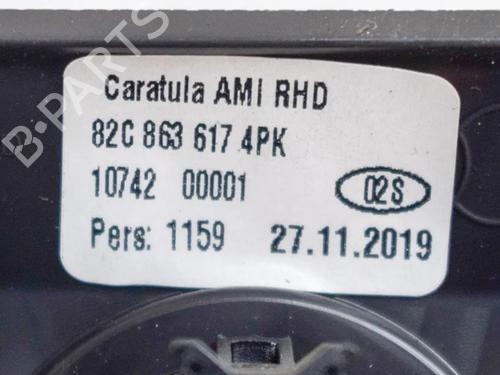 B-PARTS
Caratula AMI RHD
82C 863 617 4PK
10742 00001 02S
Pers: 1159 27.11.2019